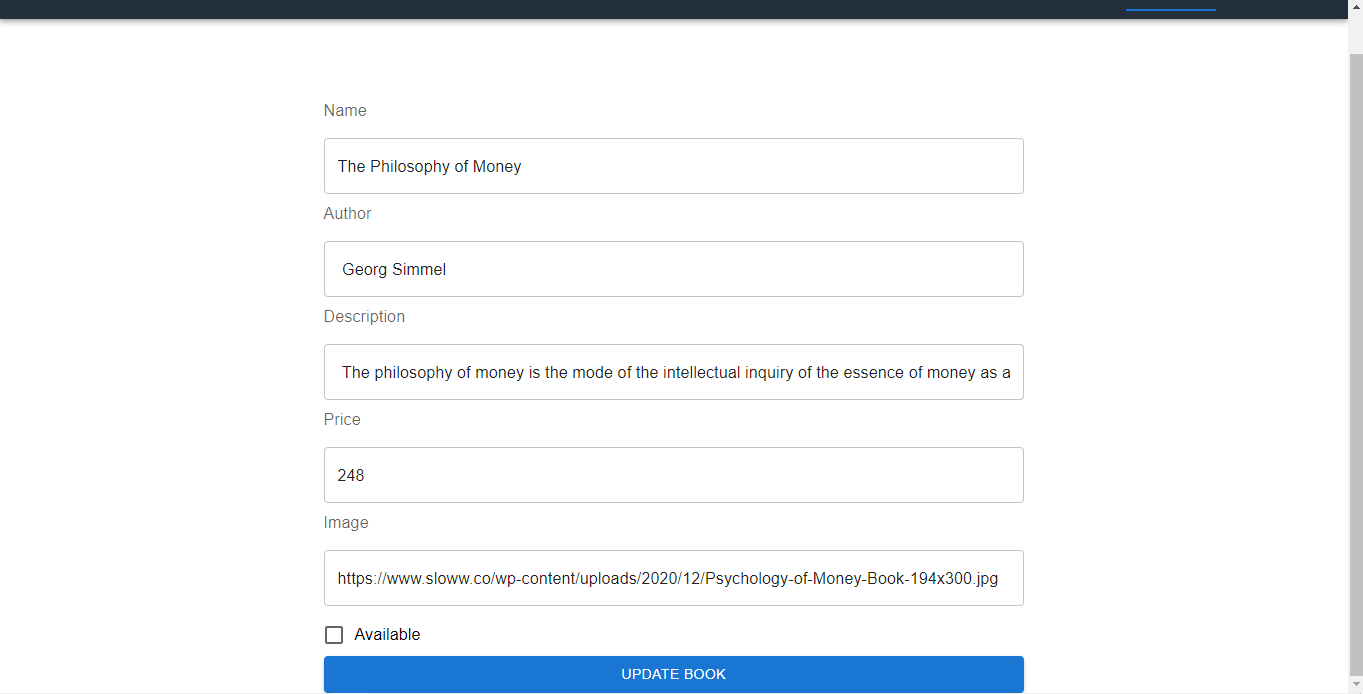 Name
The Philosophy of Money
Author
Georg Simmel
Description
The philosophy of money is the mode of the intellectual inquiry of the essence of money as a
Price
248
Image
https://www.sloww.co/wp-content/uploads/2020/12/Psychology-of-Money-Book-194x300.jpg
Available
UPDATE BOOK